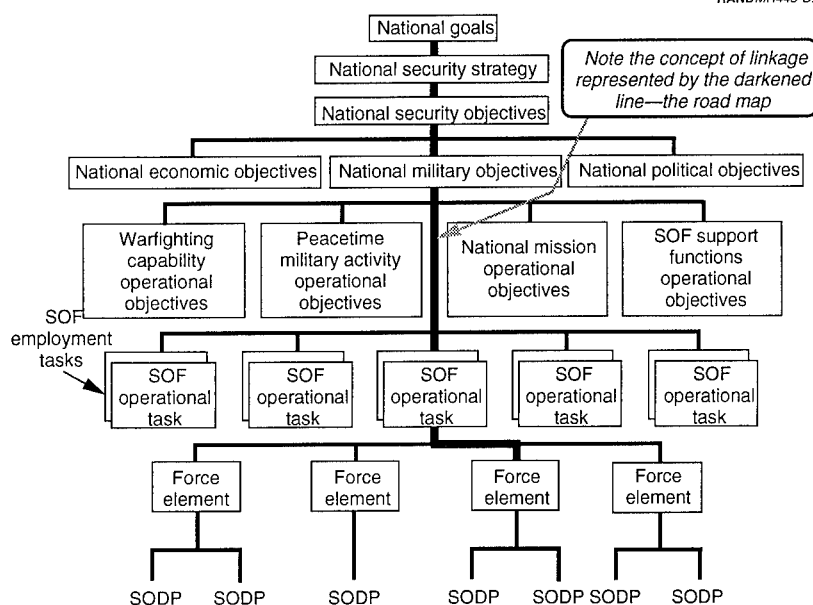 National goals
National security strategy
National security objectives
Note the concept of linkage
represented by the darkened
line—the road map
National economic objectives
National military objectives
National political objectives
Warfighting
capability
operational
objectives
Peacetime
military activity
operational
objectives
National mission
operational
objectives
SOF support
functions
operational
objectives
SOF
employment
tasks
SOF
operational
task
SOF
operational
task
SOF
operational
task
SOF
operational
task
SOF
operational
task
Force
element
Force
element
Force
element
Force
element
SODP
SODP
SODP
SODP
SODP
SODP
SODP